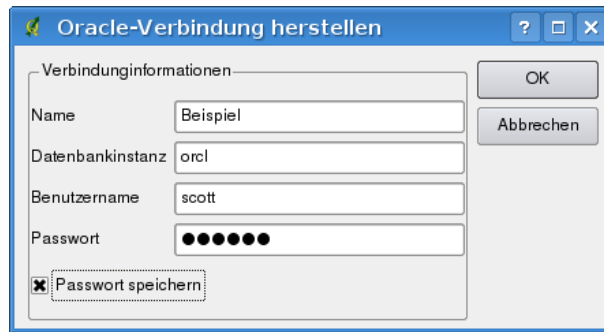 Oracle-Verbindung herstellen
Verbindunginformationen
Name Beispiel
Datenbankinstanz orcl
Benutzername scott
Passwort ●●●●●●
Passwort speichern
OK
Abbrechen